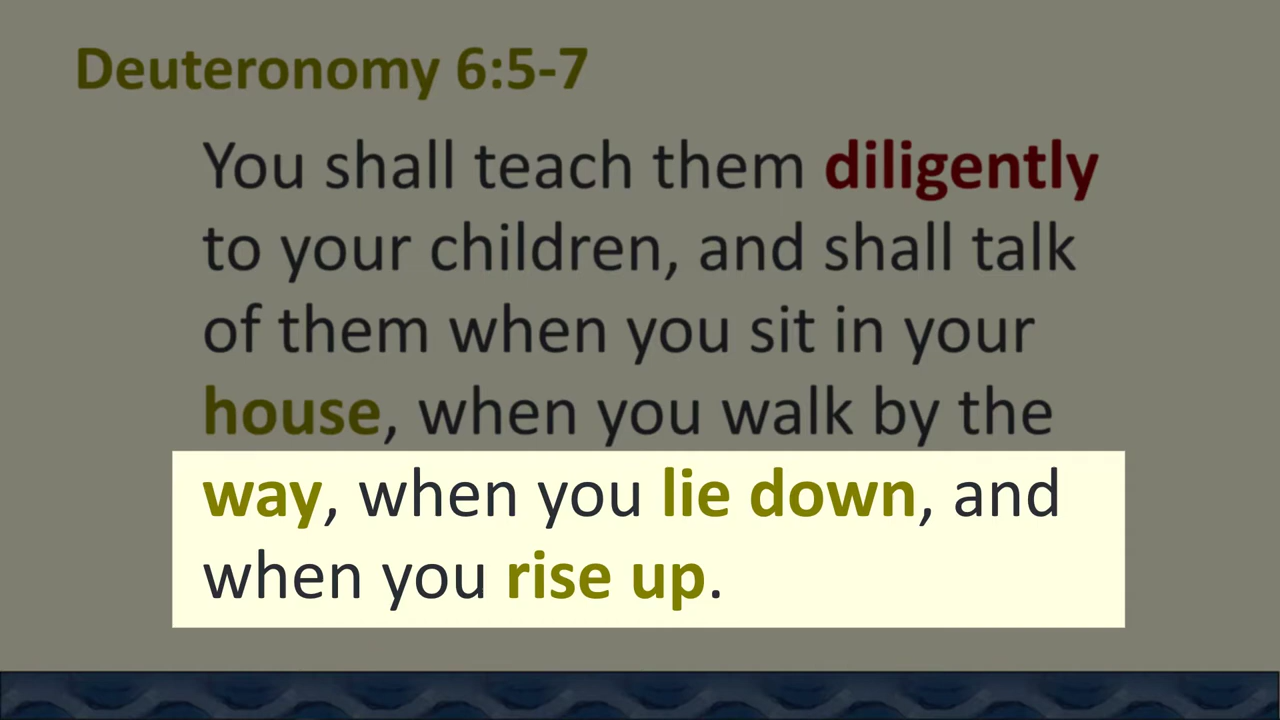 Deuteronomy 6:5-7
You shall teach them diligently
to your children, and shall talk
of them when you sit in your
house, when you walk by the
way, when you lie down, and
when you rise up.